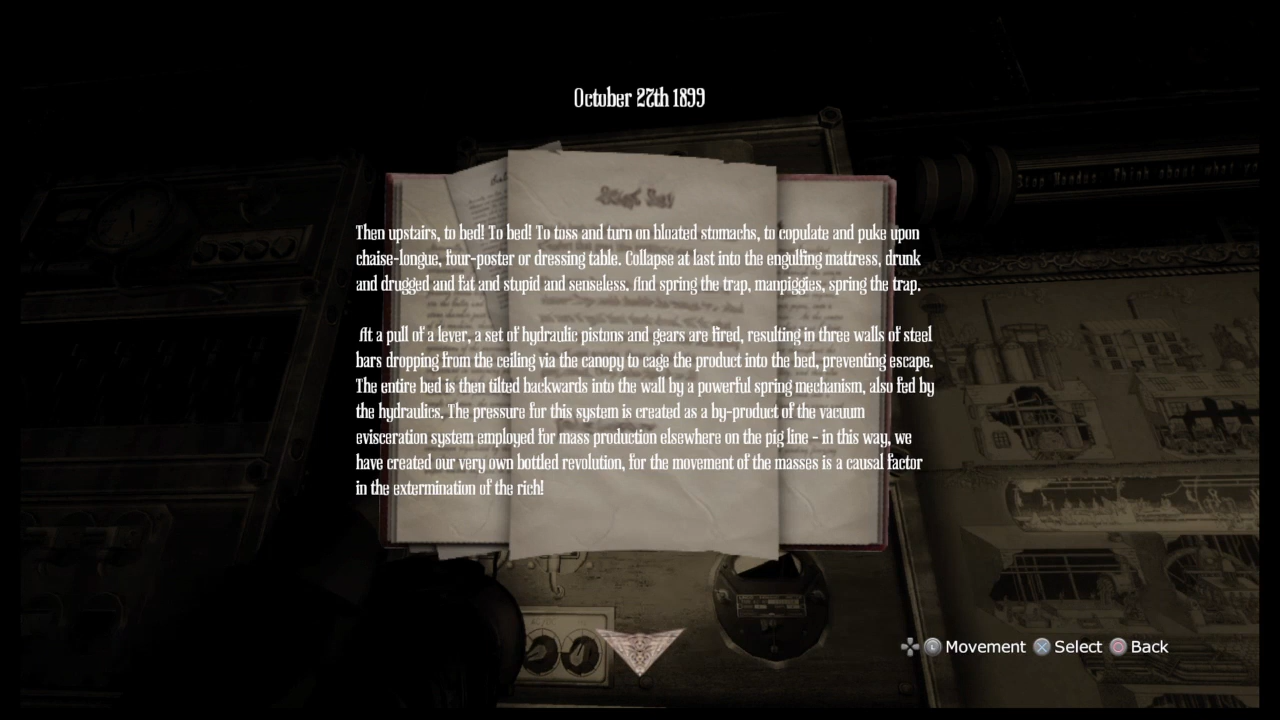 October 27th 1899
Stay Mandus. Think about what yo
Then upstairs, to bed! To bed! To toss and turn on bloated stomachs, to copulate and puke upon
chaise-longue, four-poster or dressing table. Collapse at last into the engulfing mattress, drunk
and drugged and fat and stupid and senseless. And spring the trap, manpiggies, spring the trap.
At a pull of a lever, a set of hydraulic pistons and gears are fired, resulting in three walls of steel
bars dropping from the ceiling via the canopy to cage the product into the bed, preventing escape.
The entire bed is then tilted backwards into the wall by a powerful spring mechanism, also fed by
the hydraulics. The pressure for this system is created as a by-product of the vacuum
evisceration system employed for mass production elsewhere on the pig line - in this way, we
have created our very own bottled revolution, for the movement of the masses is a causal factor
in the extermination of the rich!
Movement Select Back